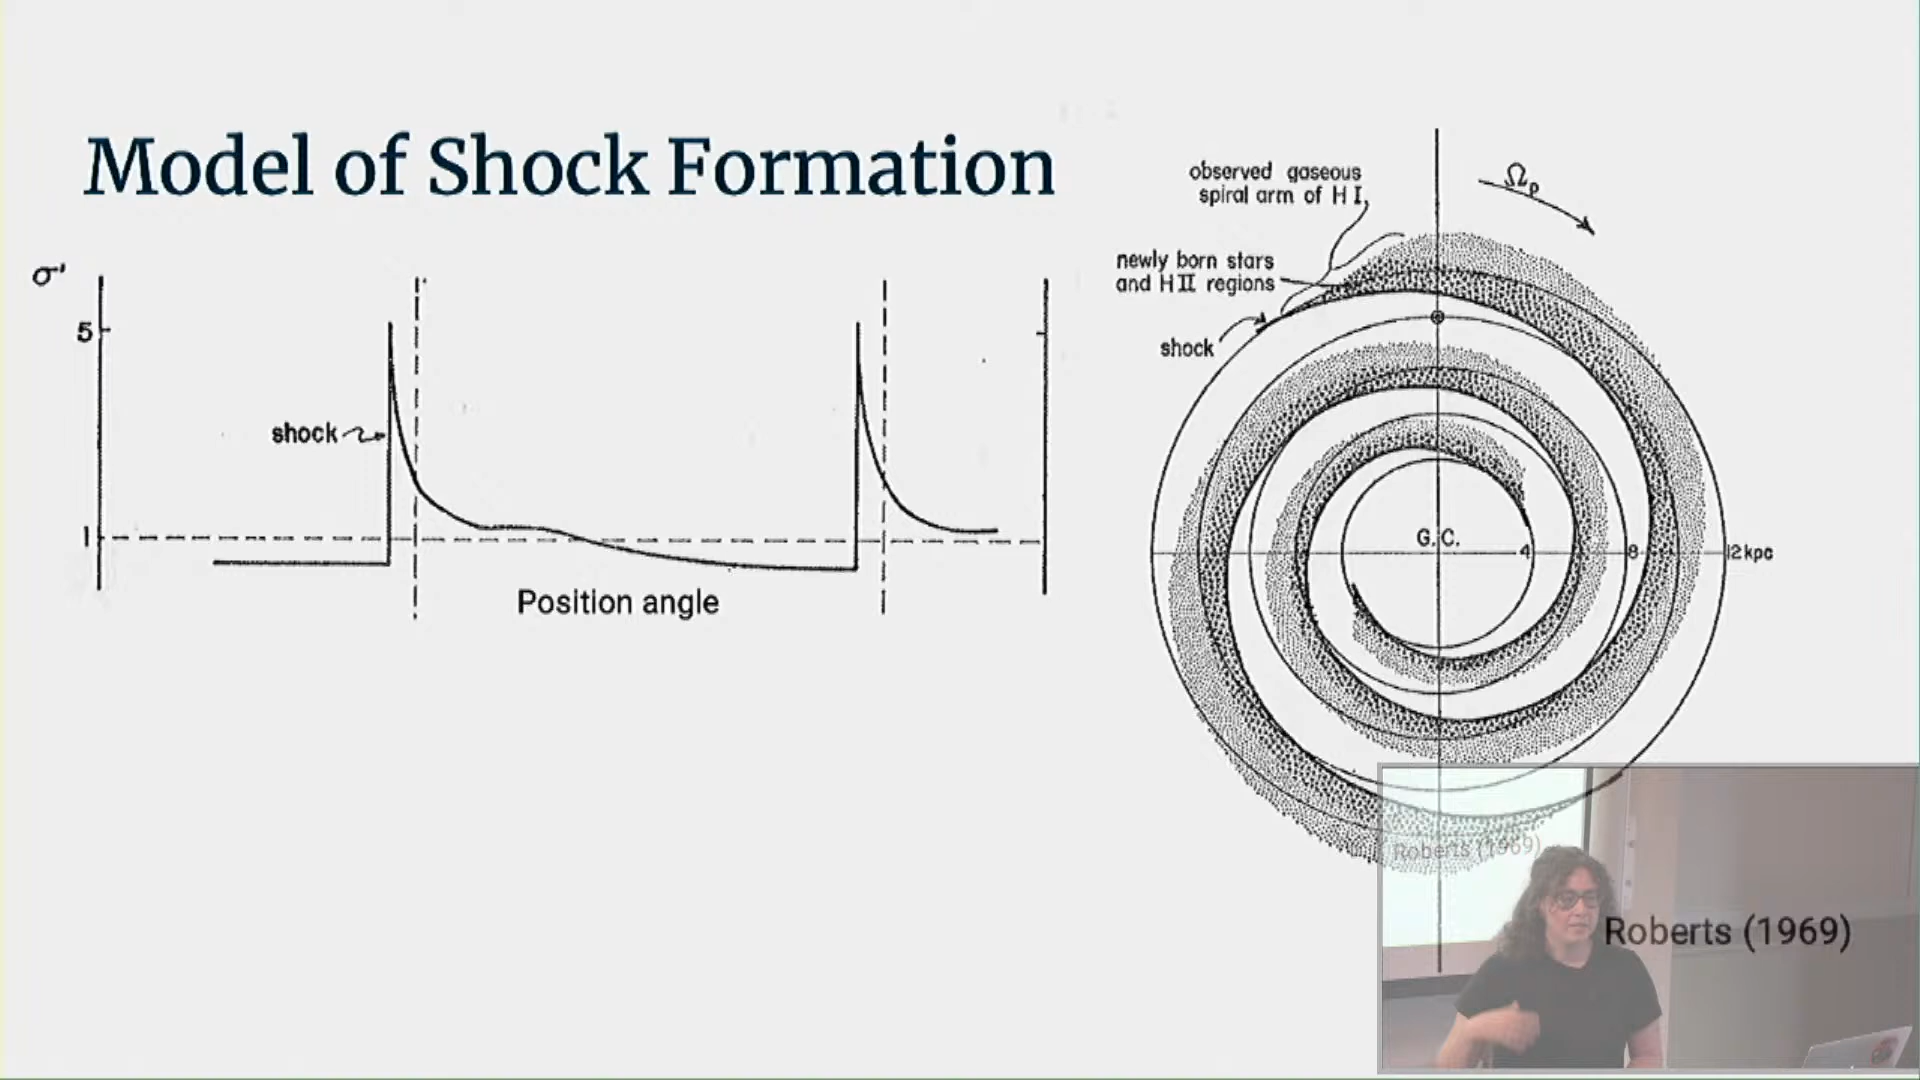 Model of Shock Formation
σ'
5
1
shock
Position angle
observed gaseous
spiral arm of H I
Ωp
newly born stars
and H II regions
shock
G.C.
4
8
12 kpc
Roberts (1969)
Roberts (1969)